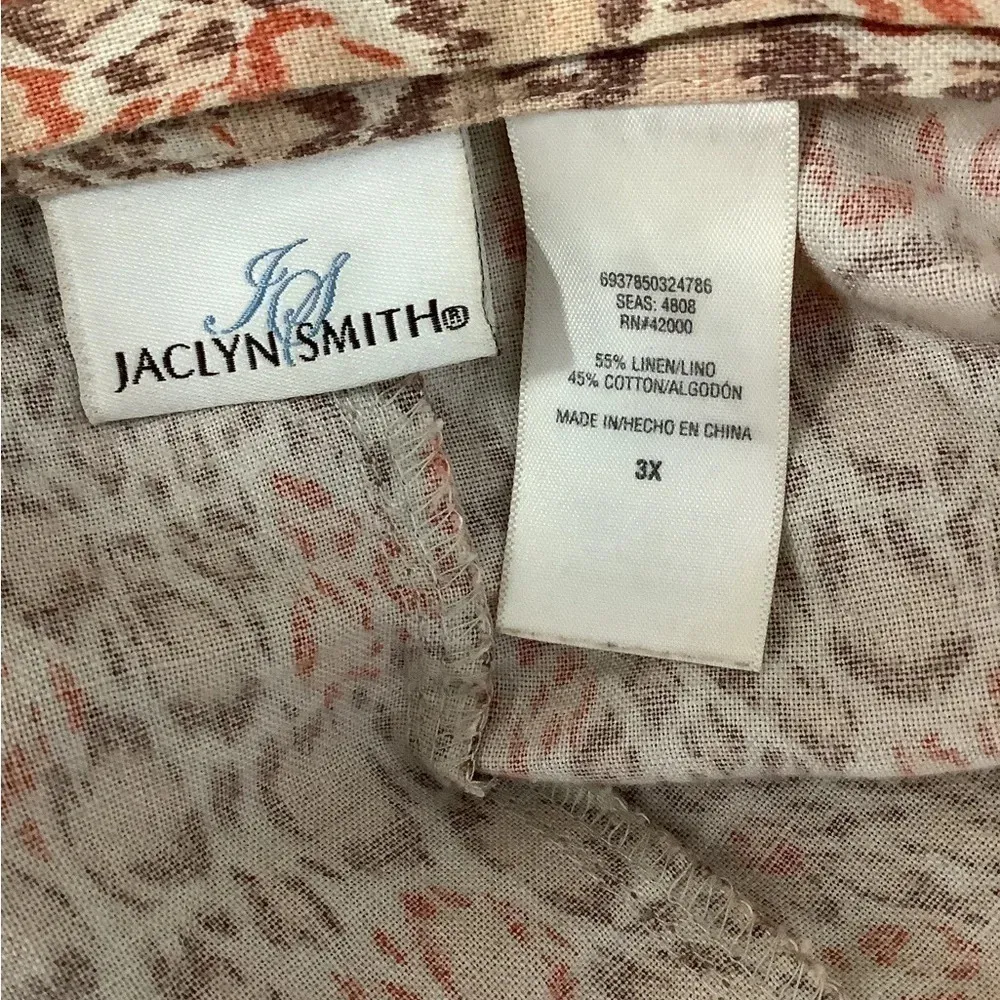 JS
JACLYN SMITH®
6937850324786
SEAS: 4808
RN#42000
55% LINEN/LINO
45% COTTON/ALGODÓN
MADE IN/HECHO EN CHINA
3X